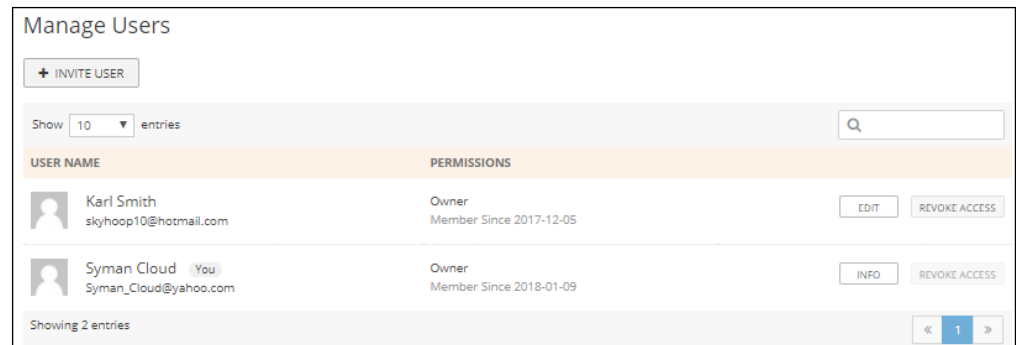 Manage Users
+ INVITE USER
Show 10 ▼ entries
USER NAME PERMISSIONS
Karl Smith Owner
skyhoop10@hotmail.com Member Since 2017-12-05 EDIT REVOKE ACCESS
Syman Cloud You Owner
Syman_Cloud@yahoo.com Member Since 2018-01-09 INFO REVOKE ACCESS
Showing 2 entries « 1 »